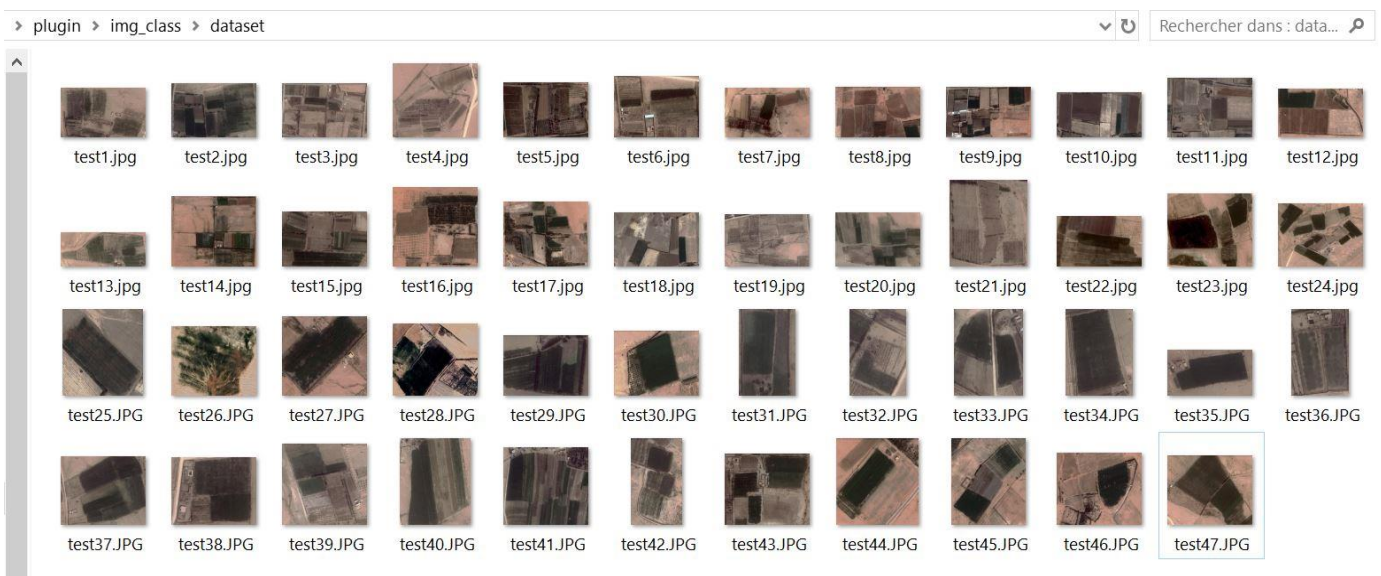 > plugin > img_class > dataset Rechercher dans : data...
test1.jpg test2.jpg test3.jpg test4.jpg test5.jpg test6.jpg test7.jpg test8.jpg test9.jpg test10.jpg test11.jpg test12.jpg
test13.jpg test14.jpg test15.jpg test16.jpg test17.jpg test18.jpg test19.jpg test20.jpg test21.jpg test22.jpg test23.jpg test24.jpg
test25.JPG test26.JPG test27.JPG test28.JPG test29.JPG test30.JPG test31.JPG test32.JPG test33.JPG test34.JPG test35.JPG test36.JPG
test37.JPG test38.JPG test39.JPG test40.JPG test41.JPG test42.JPG test43.JPG test44.JPG test45.JPG test46.JPG test47.JPG